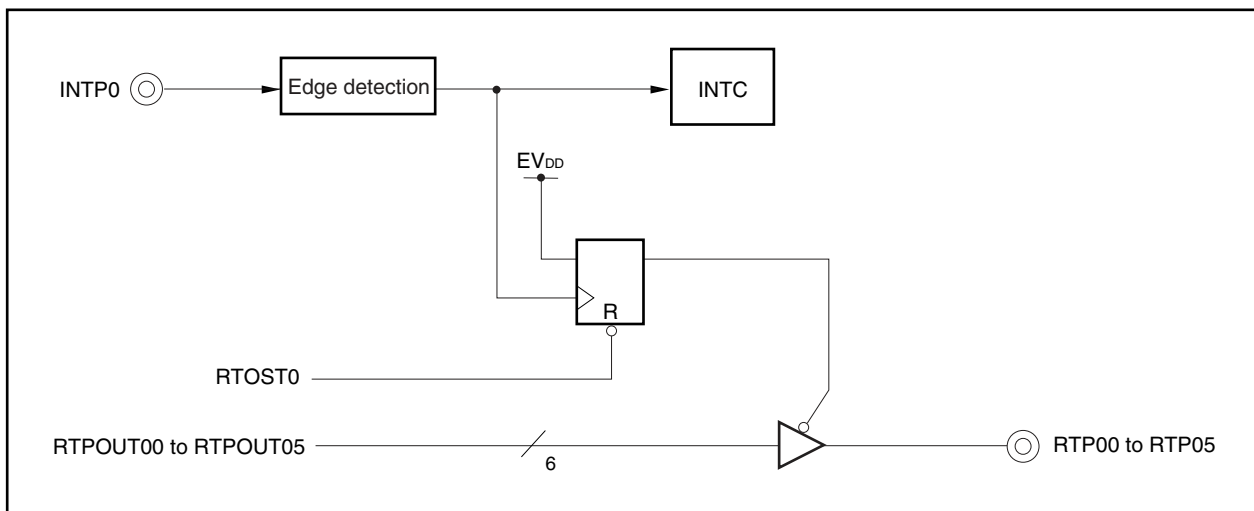 INTP0
Edge detection
INTC
EVDD
R
RTOST0
RTPOUT00 to RTPOUT05
6
RTP00 to RTP05